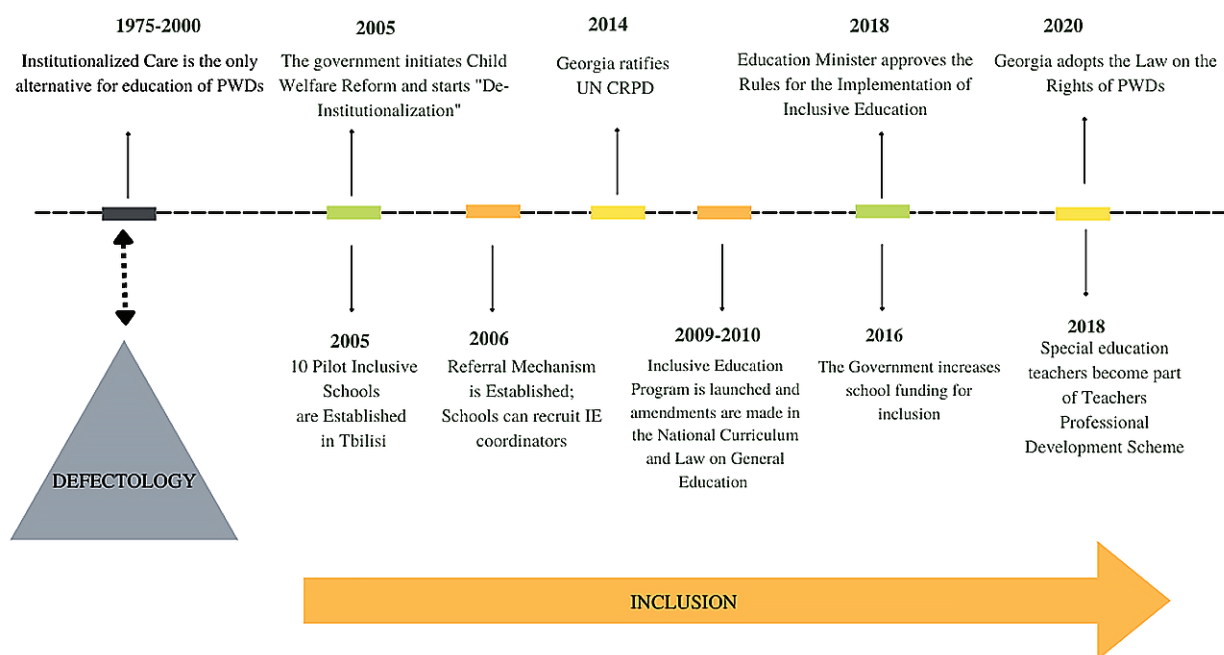 1975-2000
Institutionalized Care is the only
alternative for education of PWDs
2005
The government initiates Child
Welfare Reform and starts "De-
Institutionalization"
2014
Georgia ratifies
UN CRPD
2018
Education Minister approves the
Rules for the Implementation of
Inclusive Education
2020
Georgia adopts the Law on the
Rights of PWDs
2005
10 Pilot Inclusive
Schools
are Established
in Tbilisi
2006
Referral Mechanism
is Established;
Schools can recruit IE
coordinators
2009-2010
Inclusive Education
Program is launched and
amendments are made in
the National Curriculum
and Law on General
Education
2016
The Government increases
school funding for
inclusion
2018
Special education
teachers become part
of Teachers
Professional
Development Scheme
DEFECTOLOGY
INCLUSION